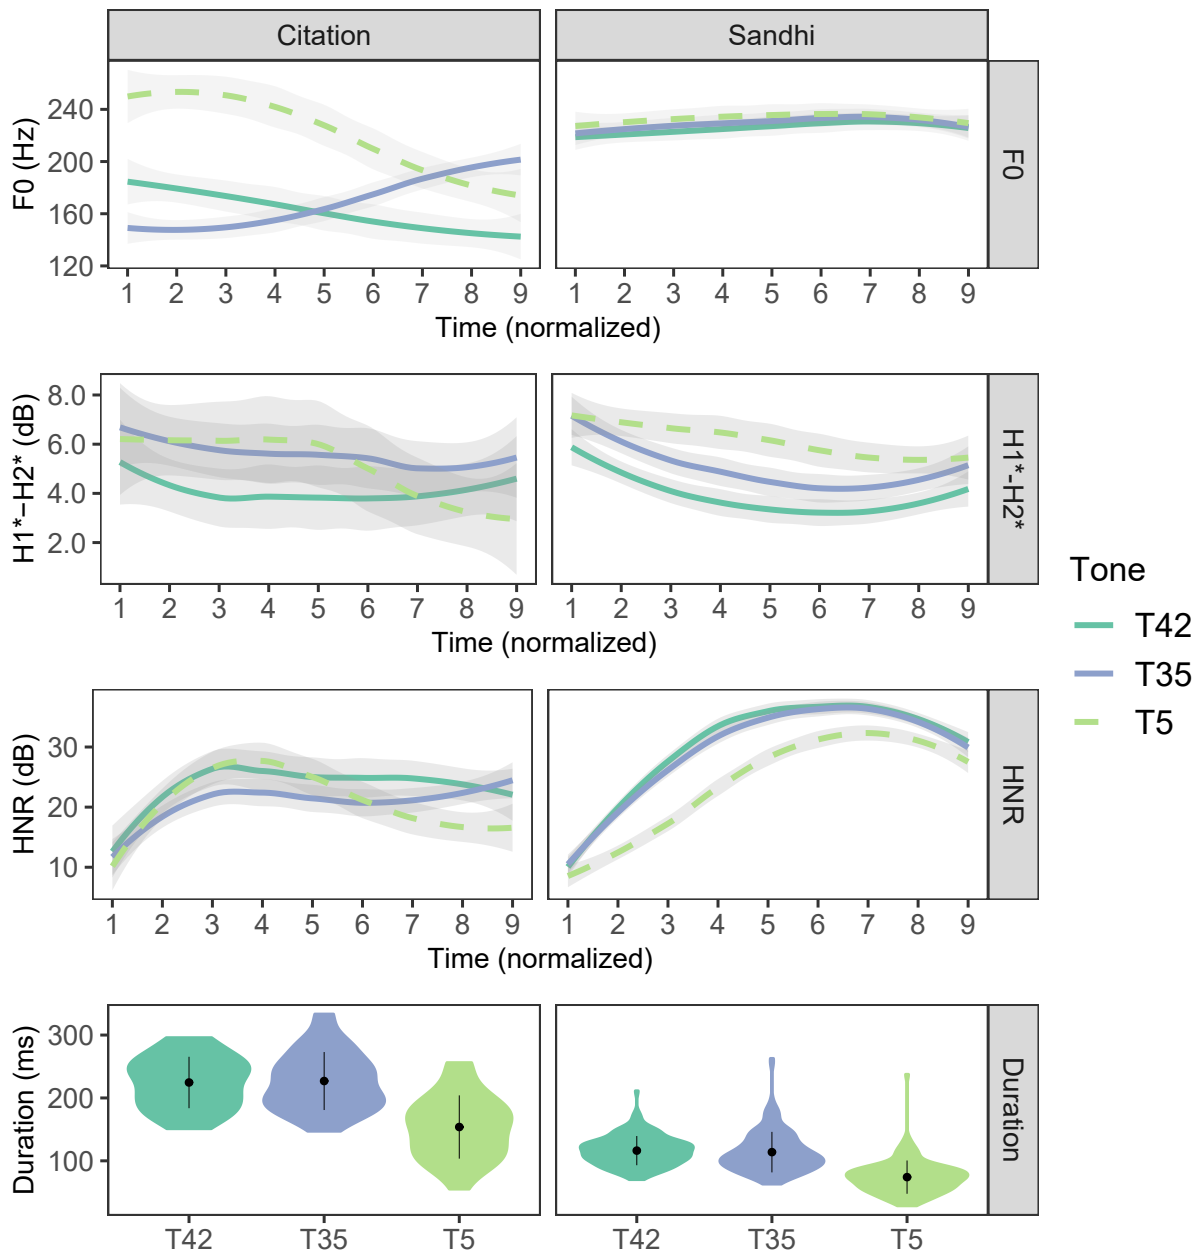 Citation Sandhi
F0 (Hz)
240
200
160
120
F0
1 2 3 4 5 6 7 8 9 1 2 3 4 5 6 7 8 9
Time (normalized) Time (normalized)
H1*−H2* (dB)
8.0
6.0
4.0
2.0
H1*-H2*
1 2 3 4 5 6 7 8 9 1 2 3 4 5 6 7 8 9
Time (normalized)
HNR (dB)
30
20
10
HNR
1 2 3 4 5 6 7 8 9 1 2 3 4 5 6 7 8 9
Time (normalized)
Duration (ms)
300
200
100
Duration
T42 T35 T5 T42 T35 T5
Tone
T42
T35
T5